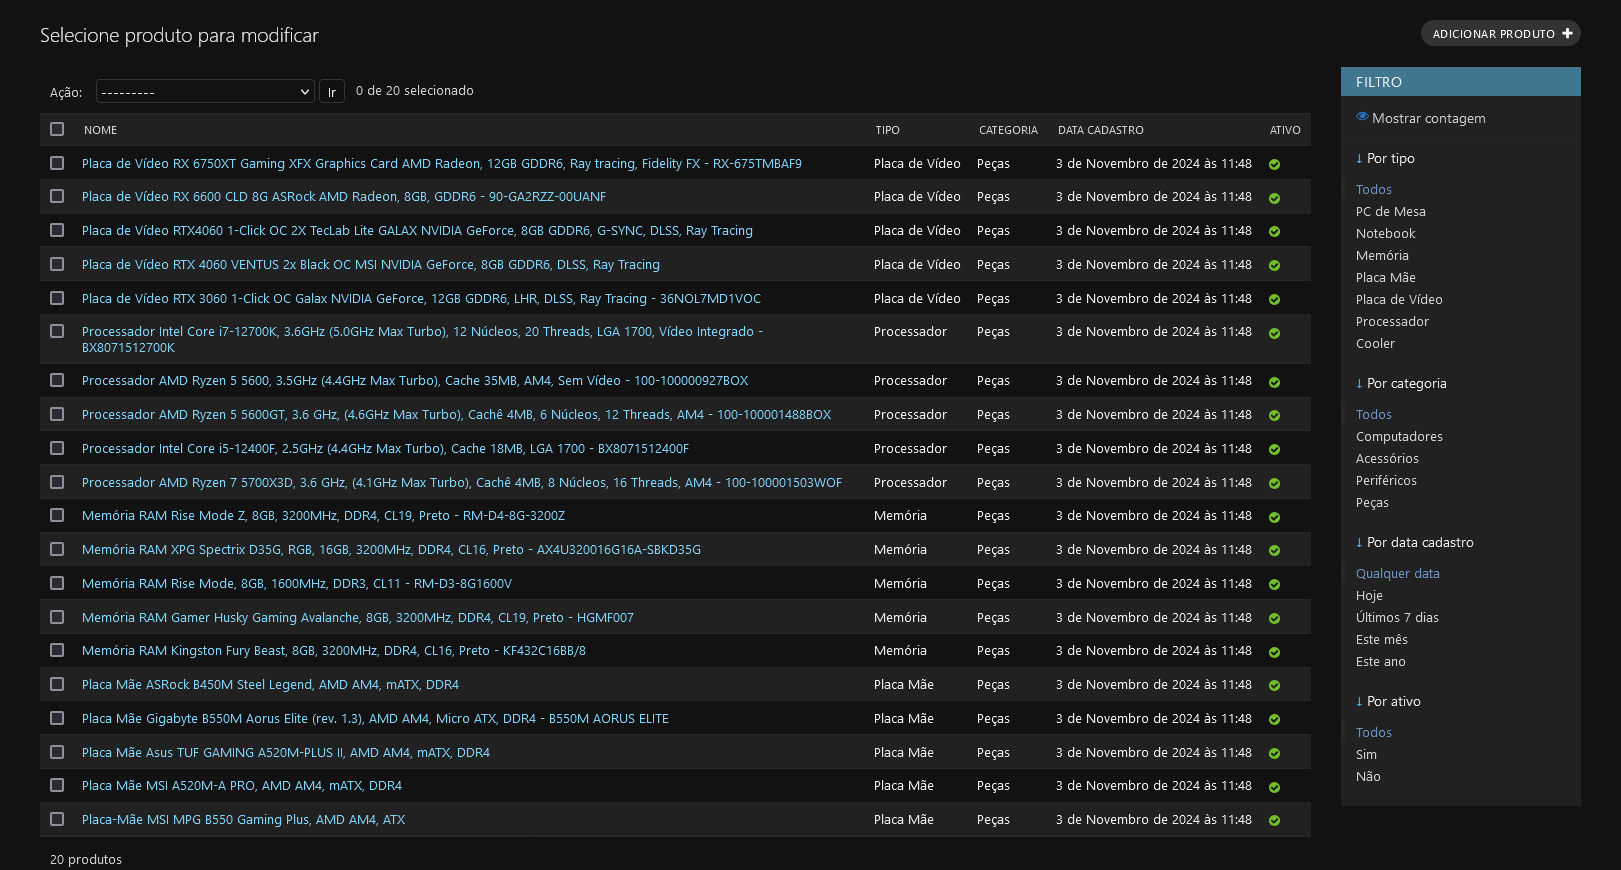 Selecione produto para modificar
ADICIONAR PRODUTO
Ação: --------- Ir 0 de 20 selecionado
NOME TIPO CATEGORIA DATA CADASTRO ATIVO
Placa de Vídeo RX 6750XT Gaming XFX Graphics Card AMD Radeon, 12GB GDDR6, Ray tracing, Fidelity FX - RX-675TMBAF9 Placa de Vídeo Peças 3 de Novembro de 2024 às 11:48
Placa de Vídeo RX 6600 CLD 8G ASRock AMD Radeon, 8GB, GDDR6 - 90-GA2RZZ-00UANF Placa de Vídeo Peças 3 de Novembro de 2024 às 11:48
Placa de Vídeo RTX4060 1-Click OC 2X TecLab Lite GALAX NVIDIA GeForce, 8GB GDDR6, G-SYNC, DLSS, Ray Tracing Placa de Vídeo Peças 3 de Novembro de 2024 às 11:48
Placa de Vídeo RTX 4060 VENTUS 2x Black OC MSI NVIDIA GeForce, 8GB GDDR6, DLSS, Ray Tracing Placa de Vídeo Peças 3 de Novembro de 2024 às 11:48
Placa de Vídeo RTX 3060 1-Click OC Galax NVIDIA GeForce, 12GB GDDR6, LHR, DLSS, Ray Tracing - 36NOL7MD1VOC Placa de Vídeo Peças 3 de Novembro de 2024 às 11:48
Processador Intel Core i7-12700K, 3.6GHz (5.0GHz Max Turbo), 12 Núcleos, 20 Threads, LGA 1700, Vídeo Integrado - Processador Peças 3 de Novembro de 2024 às 11:48
BX8071512700K
Processador AMD Ryzen 5 5600, 3.5GHz (4.4GHz Max Turbo), Cache 35MB, AM4, Sem Vídeo - 100-100000927BOX Processador Peças 3 de Novembro de 2024 às 11:48
Processador AMD Ryzen 5 5600GT, 3.6 GHz, (4.6GHz Max Turbo), Cachê 4MB, 6 Núcleos, 12 Threads, AM4 - 100-100001488BOX Processador Peças 3 de Novembro de 2024 às 11:48
Processador Intel Core i5-12400F, 2.5GHz (4.4GHz Max Turbo), Cache 18MB, LGA 1700 - BX8071512400F Processador Peças 3 de Novembro de 2024 às 11:48
Processador AMD Ryzen 7 5700X3D, 3.6 GHz, (4.1GHz Max Turbo), Cachê 4MB, 8 Núcleos, 16 Threads, AM4 - 100-100001503WOF Processador Peças 3 de Novembro de 2024 às 11:48
Memória RAM Rise Mode Z, 8GB, 3200MHz, DDR4, CL19, Preto - RM-D4-8G-3200Z Memória Peças 3 de Novembro de 2024 às 11:48
Memória RAM XPG Spectrix D35G, RGB, 16GB, 3200MHz, DDR4, CL16, Preto - AX4U320016G16A-SBKD35G Memória Peças 3 de Novembro de 2024 às 11:48
Memória RAM Rise Mode, 8GB, 1600MHz, DDR3, CL11 - RM-D3-8G1600V Memória Peças 3 de Novembro de 2024 às 11:48
Memória RAM Gamer Husky Gaming Avalanche, 8GB, 3200MHz, DDR4, CL19, Preto - HGMF007 Memória Peças 3 de Novembro de 2024 às 11:48
Memória RAM Kingston Fury Beast, 8GB, 3200MHz, DDR4, CL16, Preto - KF432C16BB/8 Memória Peças 3 de Novembro de 2024 às 11:48
Placa Mãe ASRock B450M Steel Legend, AMD AM4, mATX, DDR4 Placa Mãe Peças 3 de Novembro de 2024 às 11:48
Placa Mãe Gigabyte B550M Aorus Elite (rev. 1.3), AMD AM4, Micro ATX, DDR4 - B550M AORUS ELITE Placa Mãe Peças 3 de Novembro de 2024 às 11:48
Placa Mãe Asus TUF GAMING A520M-PLUS II, AMD AM4, mATX, DDR4 Placa Mãe Peças 3 de Novembro de 2024 às 11:48
Placa Mãe MSI A520M-A PRO, AMD AM4, mATX, DDR4 Placa Mãe Peças 3 de Novembro de 2024 às 11:48
Placa-Mãe MSI MPG B550 Gaming Plus, AMD AM4, ATX Placa Mãe Peças 3 de Novembro de 2024 às 11:48
20 produtos
FILTRO
Mostrar contagem
↓ Por tipo
Todos
PC de Mesa
Notebook
Memória
Placa Mãe
Placa de Vídeo
Processador
Cooler
↓ Por categoria
Todos
Computadores
Acessórios
Periféricos
Peças
↓ Por data cadastro
Qualquer data
Hoje
Últimos 7 dias
Este mês
Este ano
↓ Por ativo
Todos
Sim
Não